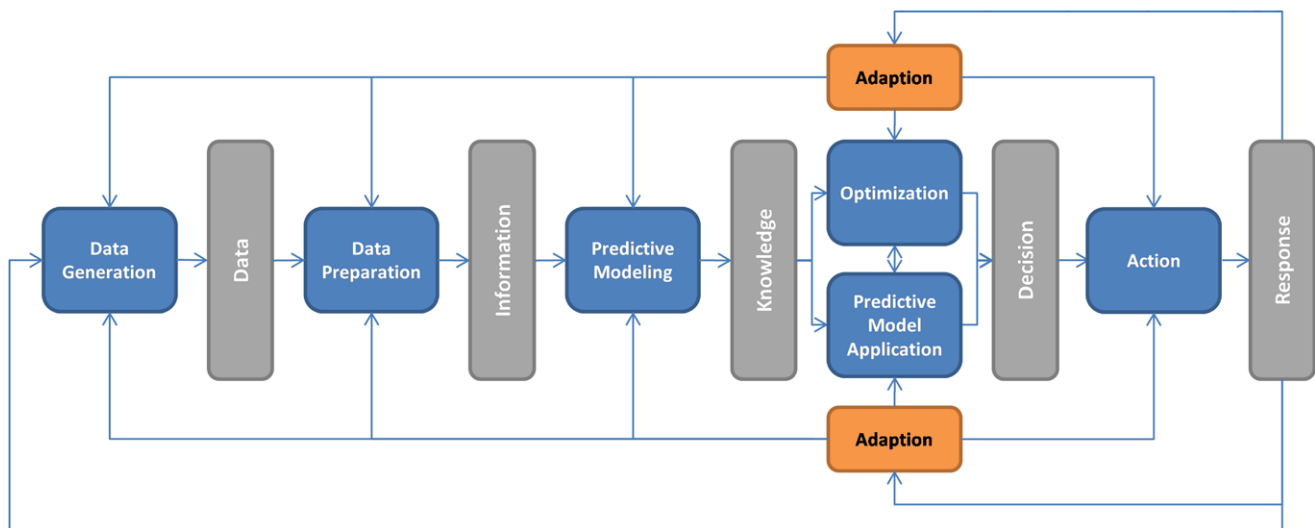 Adaption
Data
Generation
Data
Data
Preparation
Information
Predictive
Modeling
Knowledge
Optimization
Predictive
Model
Application
Decision
Action
Response
Adaption